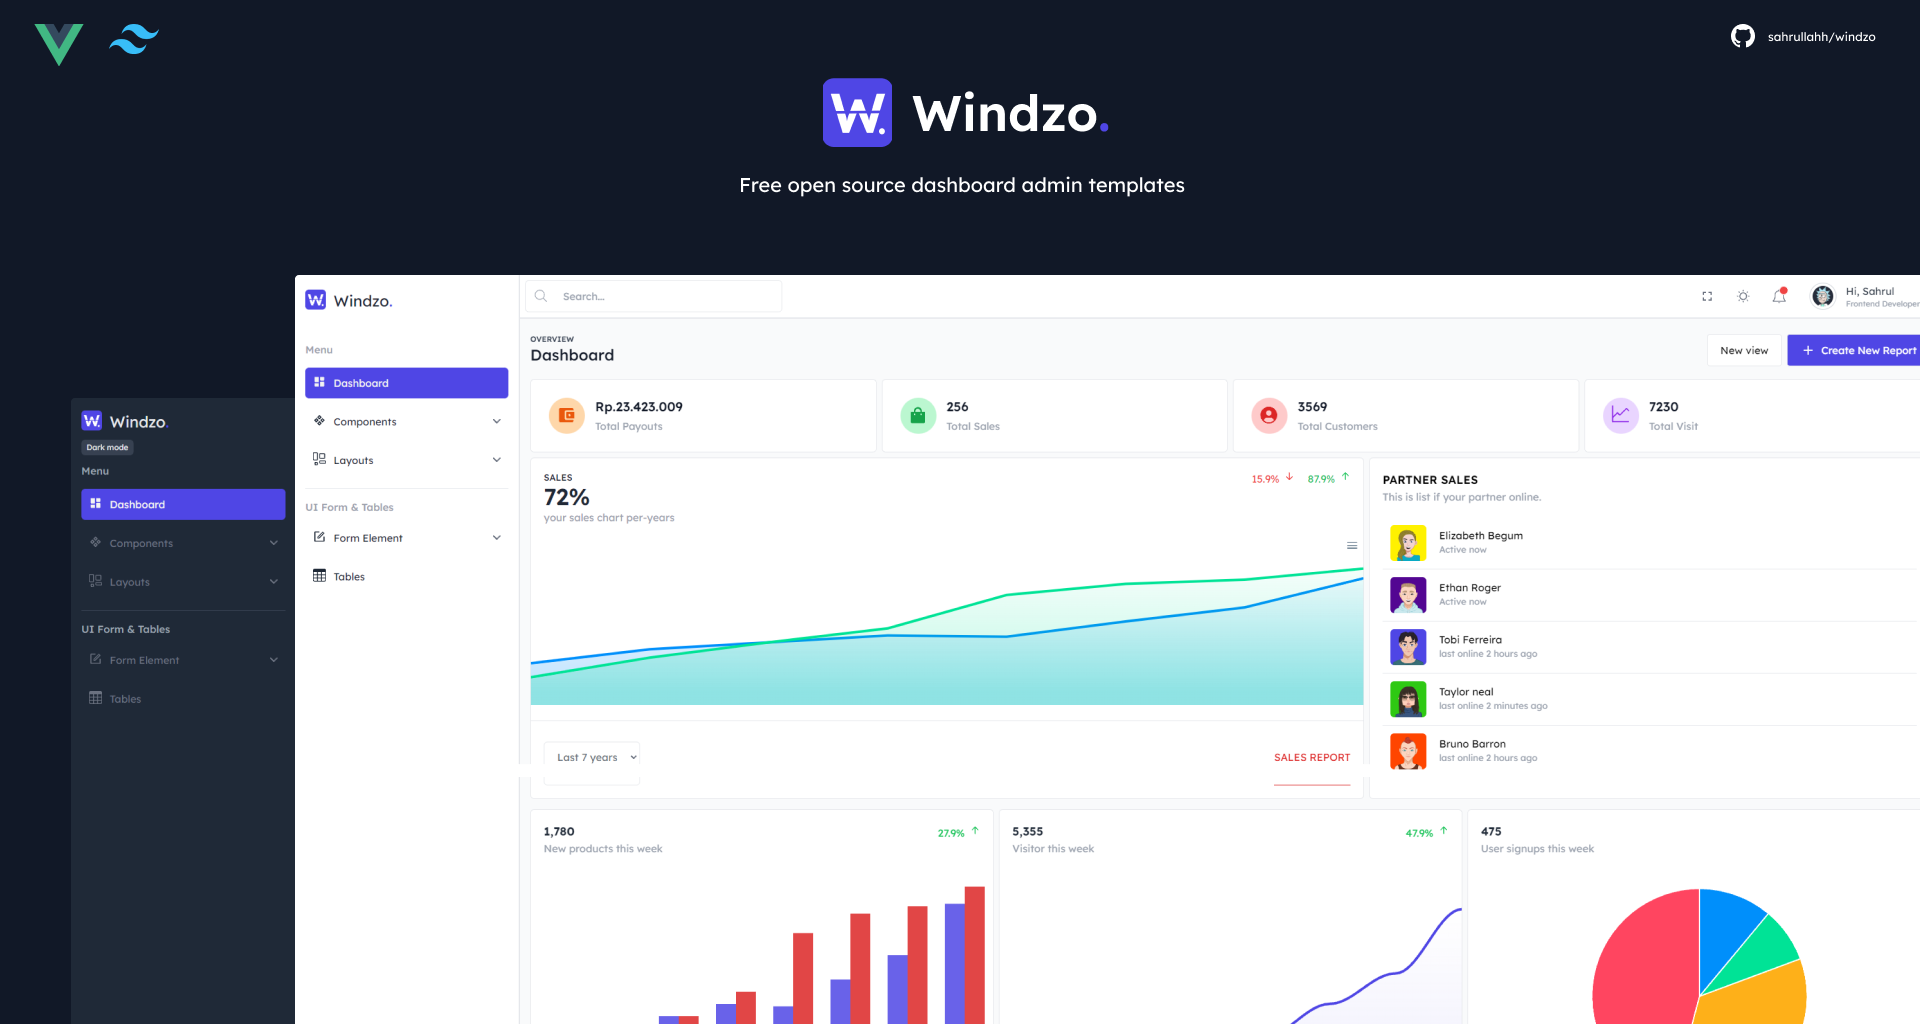 sahrullahh/windzo
W.
Windzo.
Free open source dashboard admin templates
W. Windzo.
Dark mode
Menu
Dashboard
Components
Layouts
UI Form & Tables
Form Element
Tables
W. Windzo.
Menu
Dashboard
Components
Layouts
UI Form & Tables
Form Element
Tables
Search...
Hi, Sahrul
Frontend Developer
OVERVIEW
Dashboard
New view
Create New Report
Rp.23.423.009
Total Payouts
256
Total Sales
3569
Total Customers
7230
Total Visit
SALES
72%
your sales chart per-years
15.9%
87.9%
Last 7 years
SALES REPORT
PARTNER SALES
This is list if your partner online.
Elizabeth Begum
Active now
Ethan Roger
Active now
Tobi Ferreira
last online 2 hours ago
Taylor neal
last online 2 minutes ago
Bruno Barron
last online 2 hours ago
1,780
New products this week
27.9%
5,355
Visitor this week
47.9%
475
User signups this week